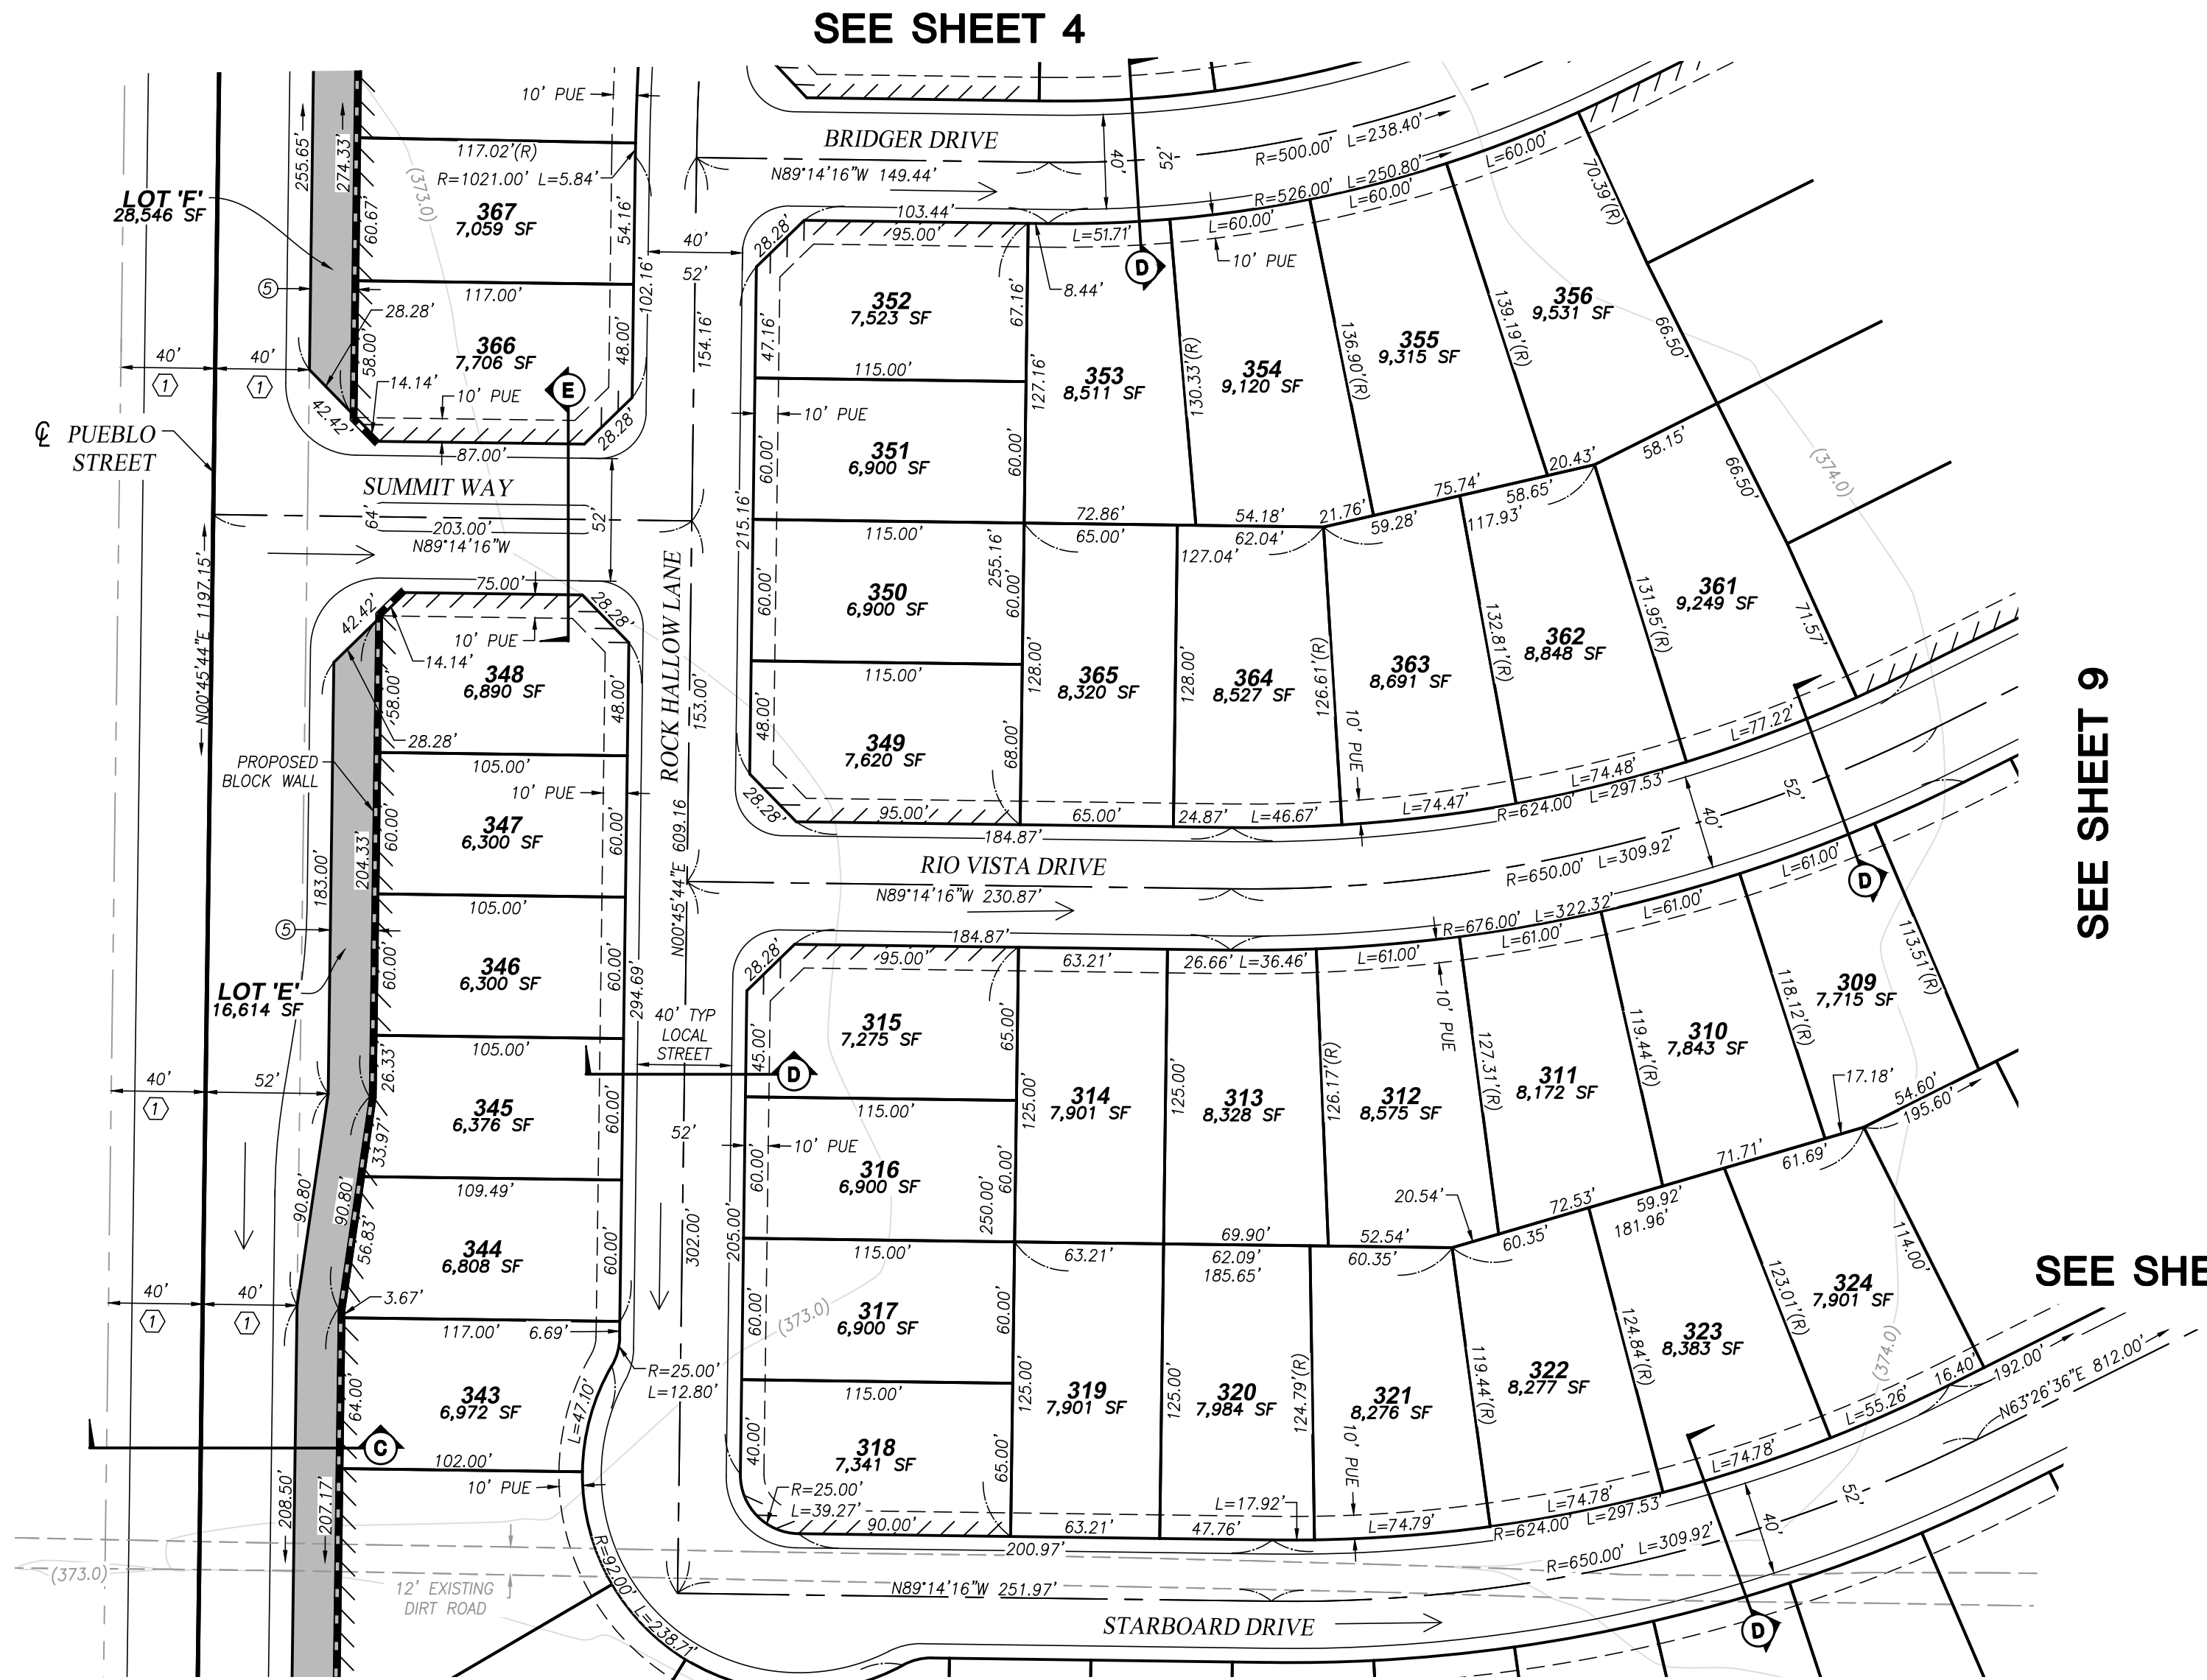 SEE SHEET 4
10' PUE
BRIDGER DRIVE
N89°14'16"W 149.44'
40'
52'
R=500.00' L=238.40'
R=526.00' L=250.80'
L=60.00'
L=60.00'
L=60.00'
70.39'(R)
255.65'
274.33'
117.02'(R)
R=1021.00' L=5.84'
(373.0)
LOT 'F'
28,546 SF
60.67'
367
7,059 SF
54.16'
40'
52'
102.16'
154.16'
5
28.28'
117.00'
58.00'
366
7,706 SF
48.00'
14.14'
10' PUE
E
42.42'
28.28'
87.00'
40'
1
40'
1
℄ PUEBLO
STREET
SUMMIT WAY
64'
203.00'
N89°14'16"W
52'
N00°45'44"E 1197.15'
28.28'
103.44'
95.00'
47.16'
352
7,523 SF
67.16'
8.44'
L=51.71'
D
10' PUE
115.00'
10' PUE
351
6,900 SF
60.00'
60.00'
127.16'
353
8,511 SF
130.33'(R)
354
9,120 SF
136.90'(R)
355
9,315 SF
139.19'(R)
356
9,531 SF
66.50'
66.50'
58.15'
(374.0)
215.16'
115.00'
72.86'
54.18'
21.76'
75.74'
20.43'
65.00'
62.04'
127.04'
59.28'
58.65'
117.93'
60.00'
350
6,900 SF
255.16'
60.00'
115.00'
48.00'
349
7,620 SF
68.00'
28.28'
95.00'
128.00'
365
8,320 SF
128.00'
364
8,527 SF
126.61'(R)
363
8,691 SF
132.81'(R)
362
8,848 SF
131.95'(R)
361
9,249 SF
71.57'
10' PUE
65.00'
24.87'
L=46.67'
L=74.47'
L=74.48'
L=77.22'
184.87'
R=624.00' L=297.53'
RIO VISTA DRIVE
N89°14'16"W 230.87'
R=650.00' L=309.92'
40'
52'
D
SEE SHEET 9
75.00'
42.42'
28.28'
10' PUE
14.14'
348
6,890 SF
58.00'
48.00'
28.28'
PROPOSED
BLOCK WALL
105.00'
10' PUE
ROCK HALLOW LANE
153.00'
N00°45'44"E 609.16
60.00'
347
6,300 SF
60.00'
204.33'
183.00'
105.00'
5
60.00'
346
6,300 SF
60.00'
294.69'
LOT 'E'
16,614 SF
105.00'
26.33'
345
6,376 SF
60.00'
33.97'
40' TYP
LOCAL
STREET
D
52'
40'
1
52'
109.49'
90.80'
90.80'
56.83'
344
6,808 SF
60.00'
302.00'
3.67'
40'
1
40'
1
117.00'
6.69'
R=25.00'
L=12.80'
64.00'
343
6,972 SF
L=47.10'
C
102.00'
10' PUE
208.50'
207.17'
R=92.00' L=238.71'
(373.0)
12' EXISTING
DIRT ROAD
184.87'
28.28'
95.00'
63.21'
26.66' L=36.46'
L=61.00'
R=676.00' L=322.32'
L=61.00'
L=61.00'
L=61.00'
45.00'
315
7,275 SF
65.00'
115.00'
10' PUE
60.00'
316
6,900 SF
60.00'
250.00'
205.00'
115.00'
125.00'
314
7,901 SF
125.00'
313
8,328 SF
126.17'(R)
312
8,575 SF
10' PUE
127.31'(R)
311
8,172 SF
119.44'(R)
310
7,843 SF
118.12'(R)
309
7,715 SF
113.51'(R)
17.18'
54.60'
195.60'
69.90'
52.54'
20.54'
72.53'
71.71'
63.21'
62.09'
185.65'
60.35'
60.35'
59.92'
181.96'
61.69'
60.00'
317
6,900 SF
60.00'
(373.0)
115.00'
40.00'
318
7,341 SF
65.00'
R=25.00'
L=39.27'
90.00'
125.00'
319
7,901 SF
125.00'
320
7,984 SF
124.79'(R)
321
8,276 SF
10' PUE
119.44'(R)
322
8,277 SF
124.84'(R)
323
8,383 SF
123.01'(R)
324
7,901 SF
114.00'
(374.0)
SEE SHE
63.21'
47.76'
L=17.92'
L=74.79'
L=74.78'
L=74.78'
L=55.26'
16.40'
192.00'
200.97'
R=624.00' L=297.53'
N63°26'36"E 812.00'
N89°14'16"W 251.97'
R=650.00' L=309.92'
40'
52'
STARBOARD DRIVE
D